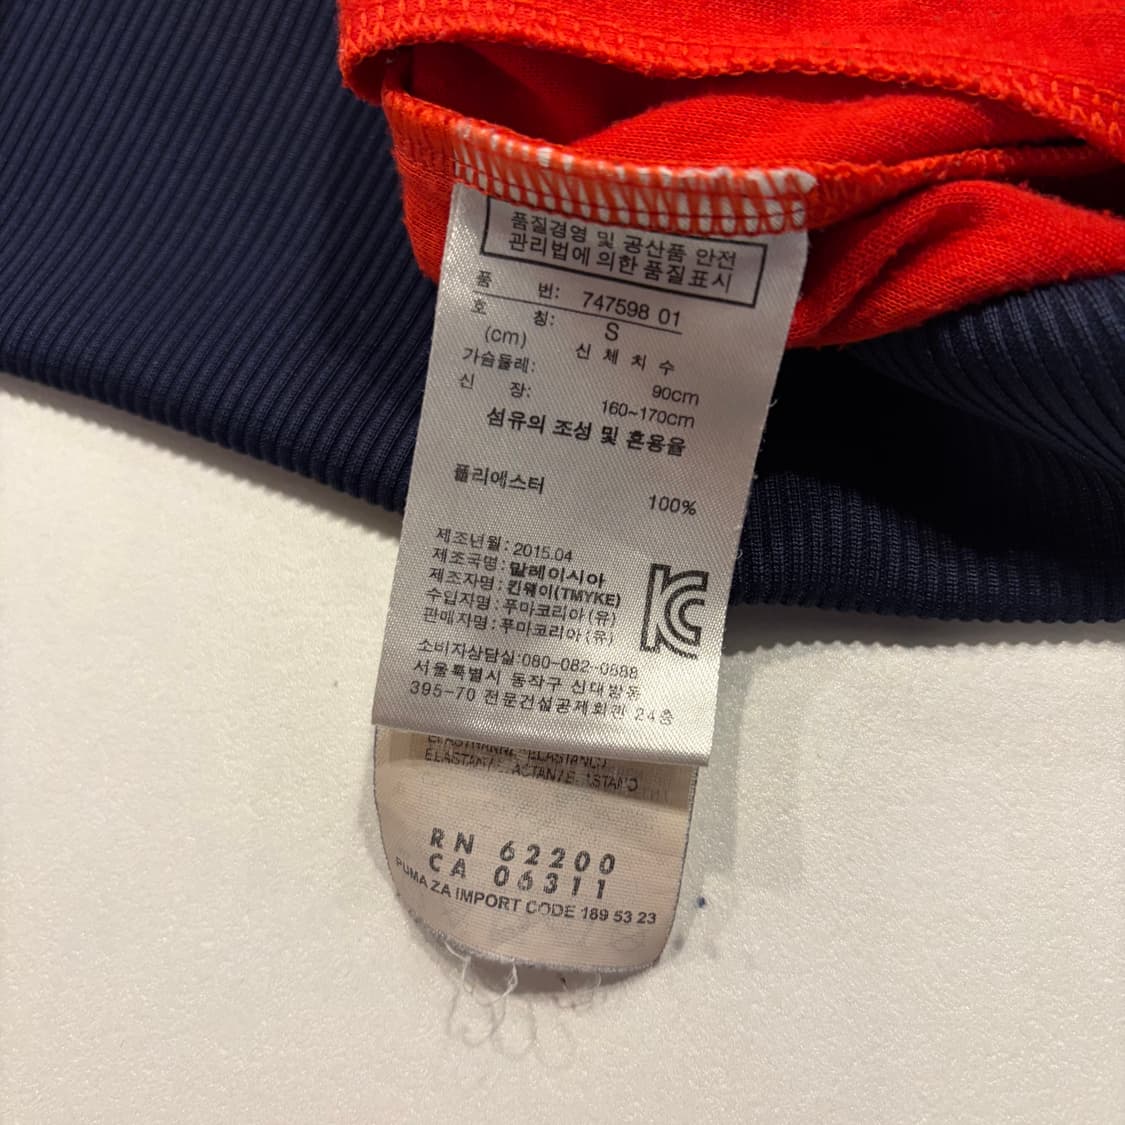 품질경영 및 공산품 안전
관리법에 의한 품질표시
품 번: 747598 01
호 칭: S
(cm) 신 체 치 수
가슴둘레: 90cm
신 장: 160~170cm
섬유의 조성 및 혼용율
폴리에스터 100%
제조년월: 2015.04
제조국명: 말레이시아
제조자명: 킨웨이(TMYKE)
수입자명: 푸마코리아(유)
판매자명: 푸마코리아(유)
KC
소비자상담실:080-082-0688
서울특별시 동작구 신대방동
395-70 전문건설공제회관 24층
RN 62200
CA 06311
PUMA ZA IMPORT CODE 189 53 23